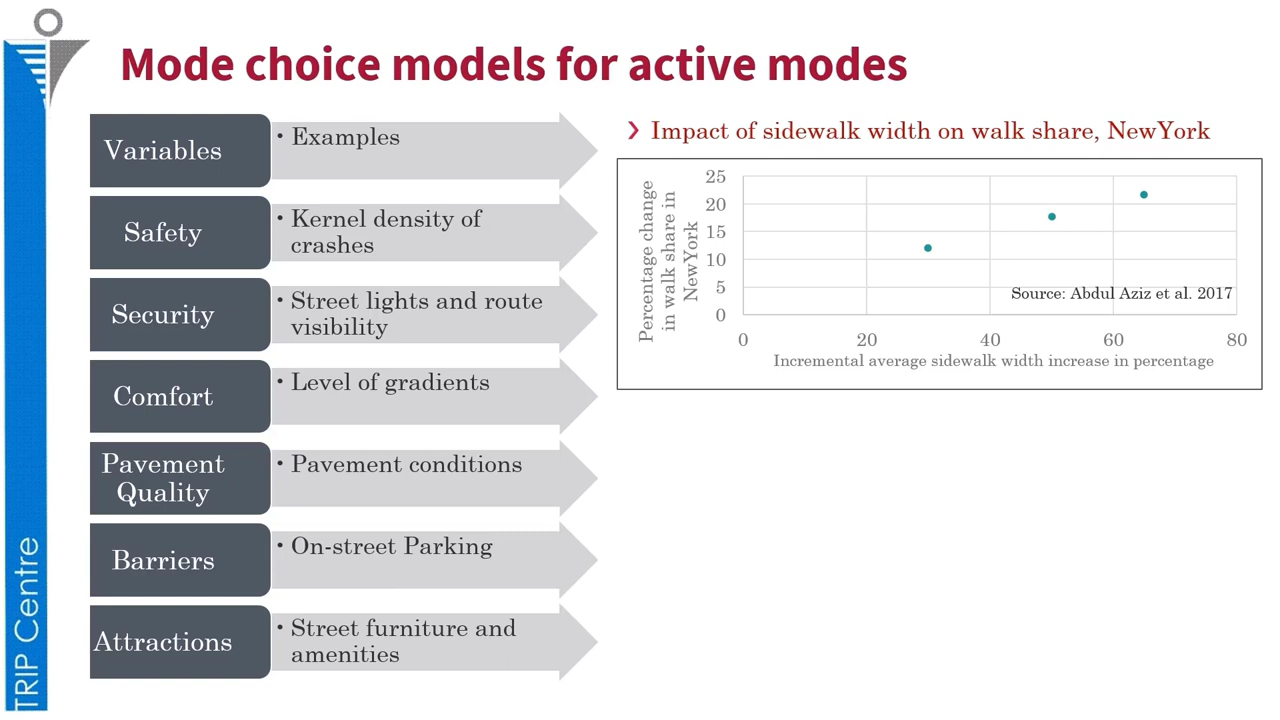 Mode choice models for active modes
Variables
• Examples
Safety
• Kernel density of
crashes
Security
• Street lights and route
visibility
Comfort
• Level of gradients
Pavement
Quality
• Pavement conditions
Barriers
• On-street Parking
Attractions
• Street furniture and
amenities
Impact of sidewalk width on walk share, NewYork
Percentage change
in walk share in
NewYork
25
20
15
10
5
0
Source: Abdul Aziz et al. 2017
0 20 40 60 80
Incremental average sidewalk width increase in percentage
TRIP Centre